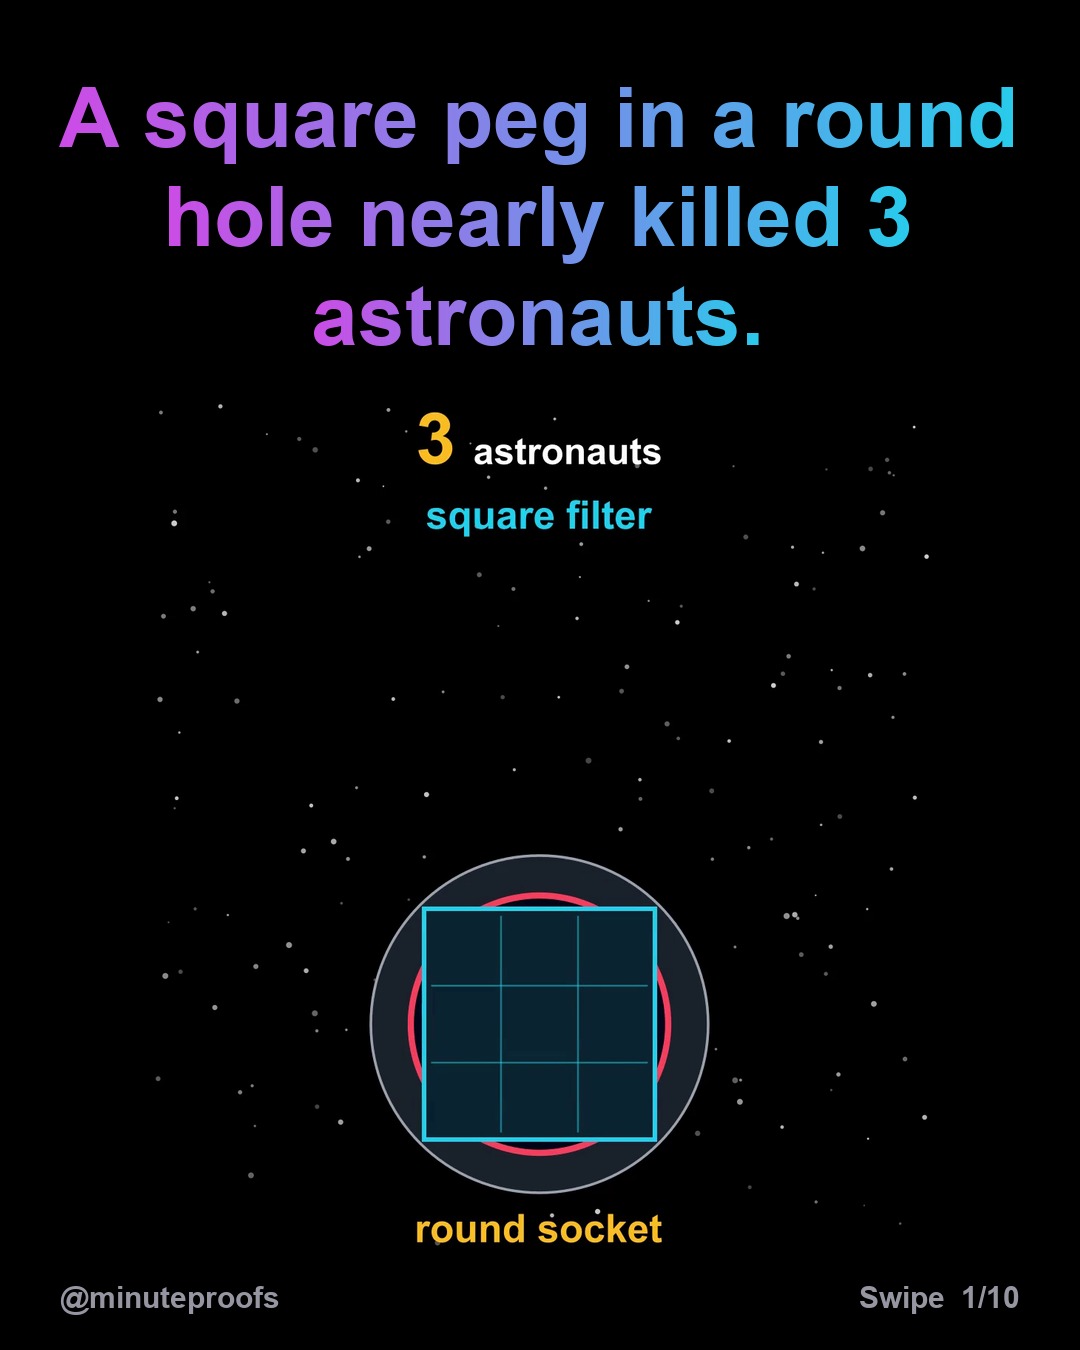 A square peg in a round
hole nearly killed 3
astronauts.
3 astronauts
square filter
round socket
@minuteproofs
Swipe 1/10